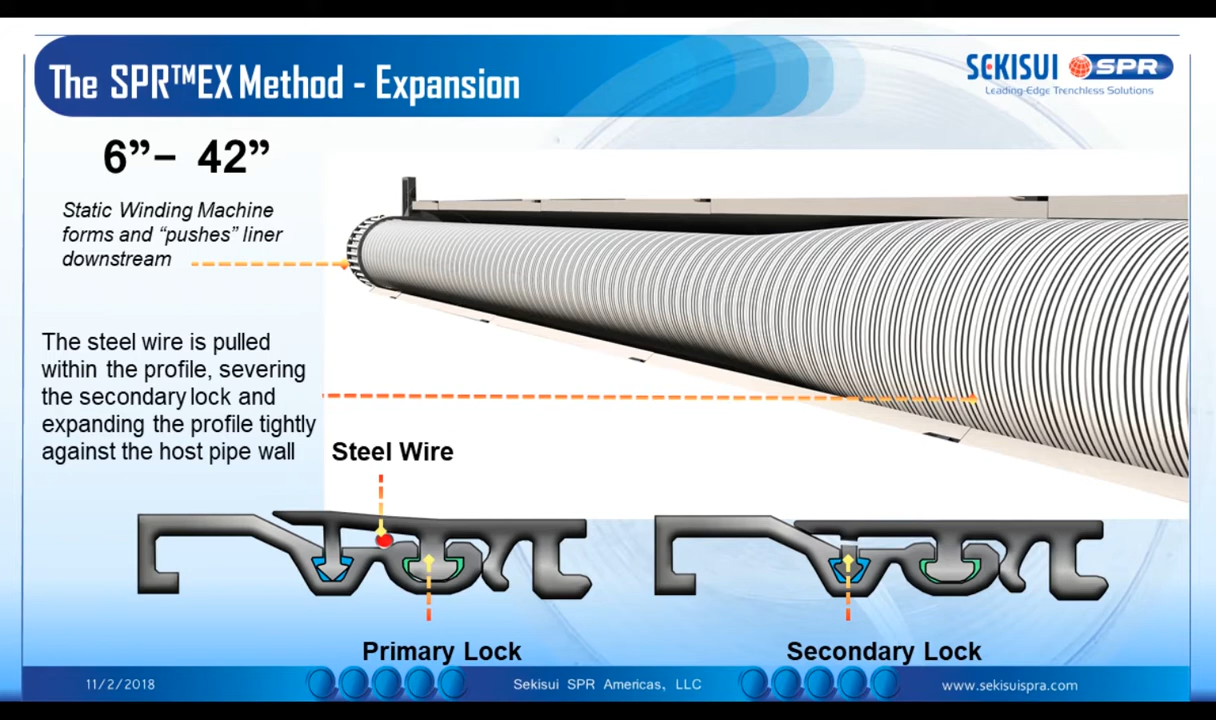 The SPR™EX Method - Expansion
SEKISUI SPR
Leading-Edge Trenchless Solutions
6”– 42”
Static Winding Machine
forms and “pushes” liner
downstream
The steel wire is pulled
within the profile, severing
the secondary lock and
expanding the profile tightly
against the host pipe wall
Steel Wire
Primary Lock
Secondary Lock
11/2/2018
Sekisui SPR Americas, LLC
www.sekisuispra.com